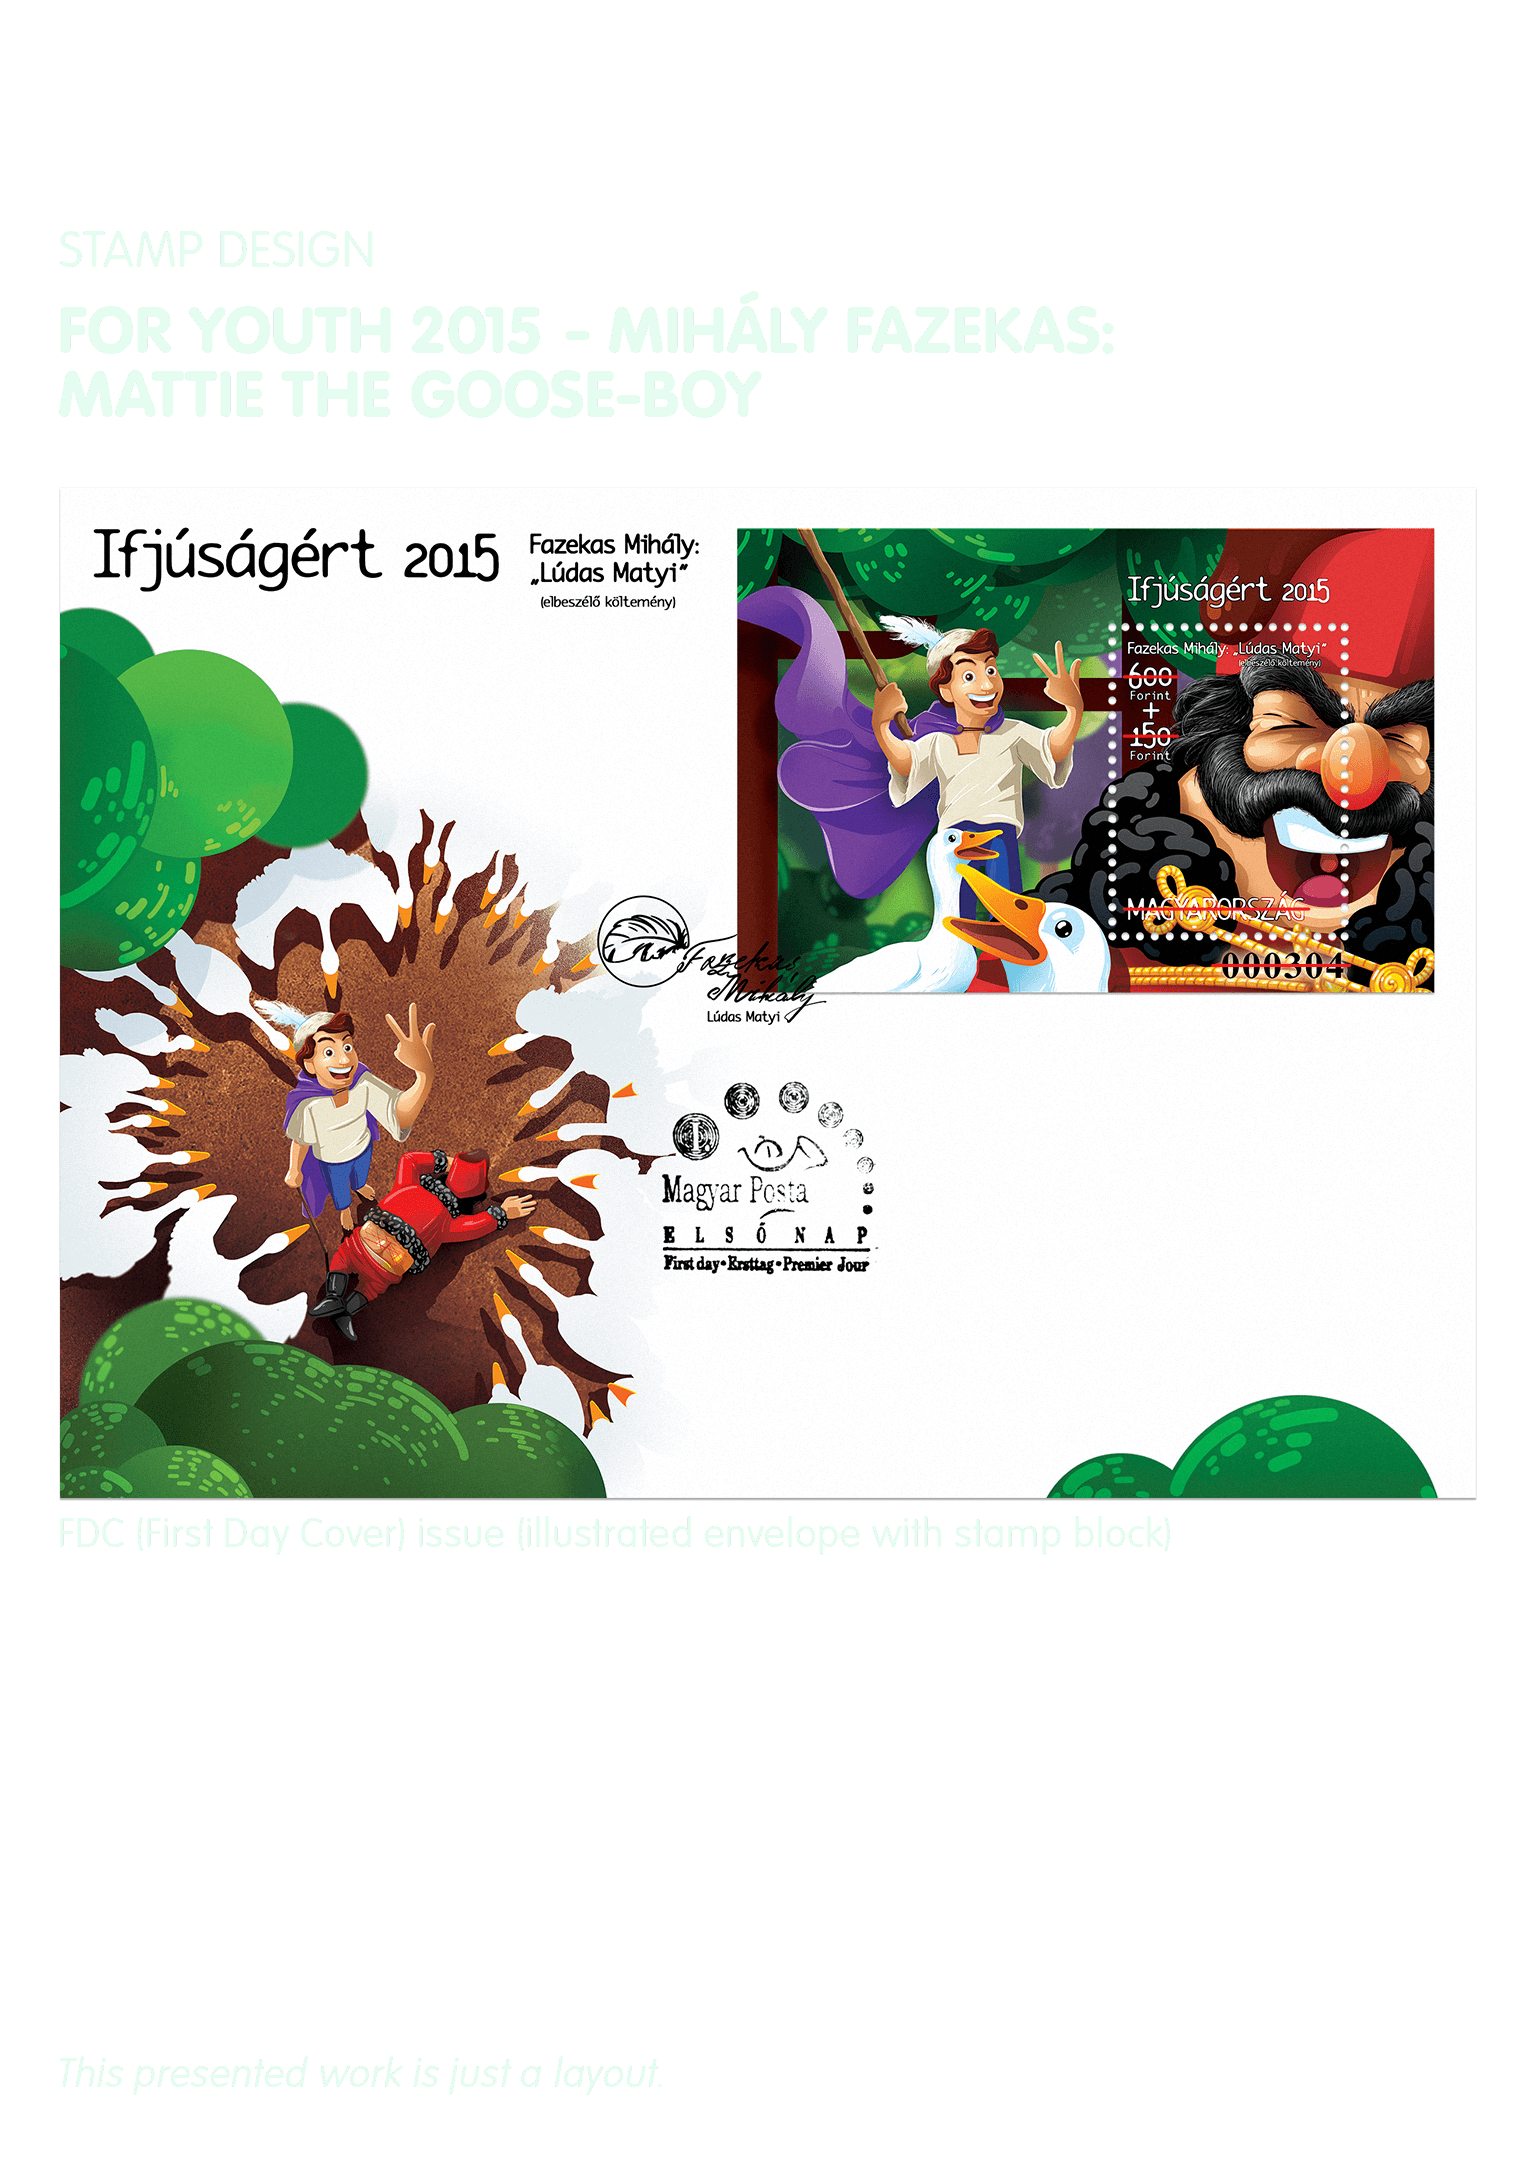 STAMP DESIGN
FOR YOUTH 2015 - MIHÁLY FAZEKAS:
MATTIE THE GOOSE-BOY
Ifjúságért 2015
Fazekas Mihály:
„Lúdas Matyi”
(elbeszélő költemény)
Ifjúságért 2015
Fazekas Mihály: „Lúdas Matyi”
(elbeszélő költemény)
600
Forint
+
150
Forint
MAGYARORSZÁG
000304
Fazekas
Mihály
Lúdas Matyi
1.
Magyar Posta
ELSŐ NAP
First day•Ersttag•Premier Jour
FDC (First Day Cover) issue (illustrated envelope with stamp block)
This presented work is just a layout.